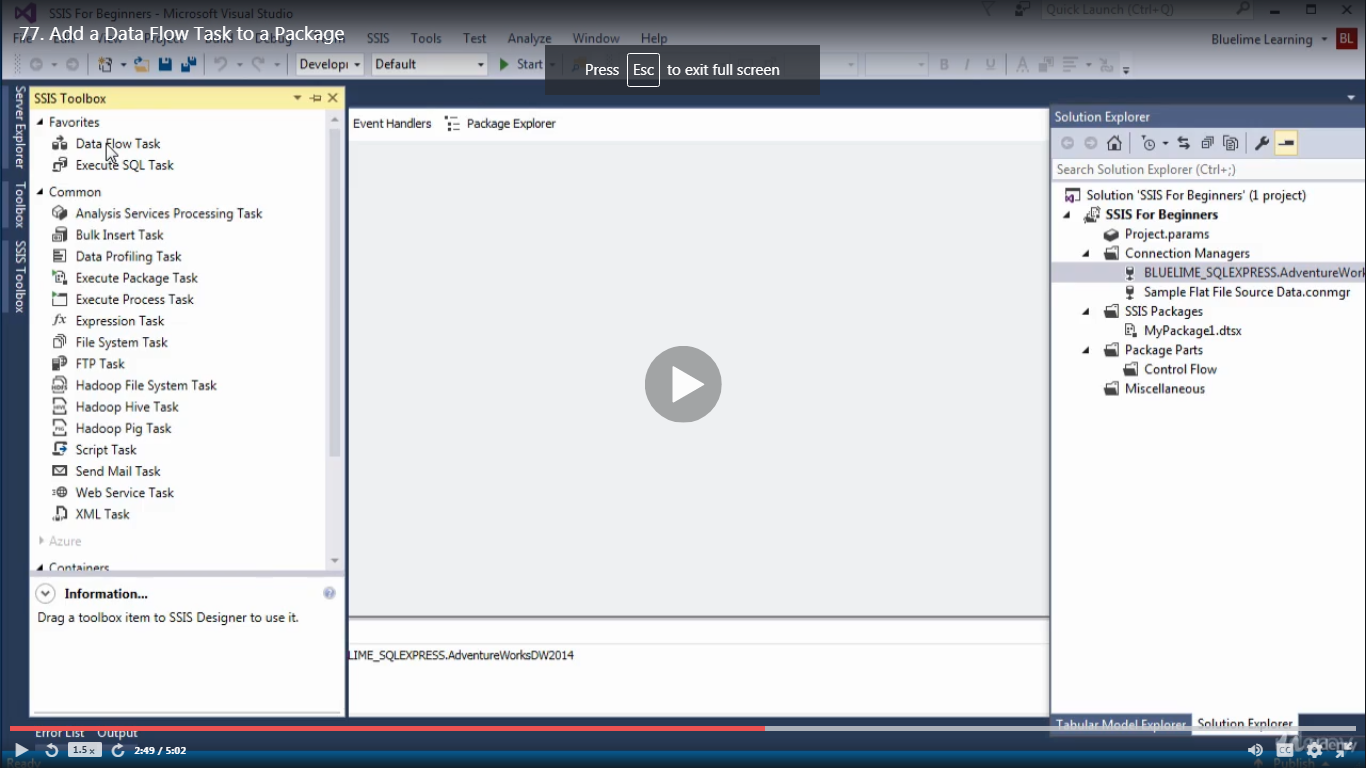 SSIS For Beginners - Microsoft Visual Studio
Quick Launch (Ctrl+Q)
77. Add a Data Flow Task to a Package
SSIS Tools Test Analyze Window Help
Bluelime Learning BL
Develop Default Start
Press Esc to exit full screen
Server Explorer
Toolbox
SSIS Toolbox
SSIS Toolbox
Favorites
Data Flow Task
Execute SQL Task
Common
Analysis Services Processing Task
Bulk Insert Task
Data Profiling Task
Execute Package Task
Execute Process Task
Expression Task
File System Task
FTP Task
Hadoop File System Task
Hadoop Hive Task
Hadoop Pig Task
Script Task
Send Mail Task
Web Service Task
XML Task
Azure
Containers
Information...
Drag a toolbox item to SSIS Designer to use it.
Event Handlers Package Explorer
LIME_SQLEXPRESS.AdventureWorksDW2014
Solution Explorer
Search Solution Explorer (Ctrl+;)
Solution 'SSIS For Beginners' (1 project)
SSIS For Beginners
Project.params
Connection Managers
BLUELIME_SQLEXPRESS.AdventureWork
Sample Flat File Source Data.conmgr
SSIS Packages
MyPackage1.dtsx
Package Parts
Control Flow
Miscellaneous
Tabular Model Explorer Solution Explorer
Error List Output
1.5 x 2:49 / 5:02
CC
udemy
Ready
Publish